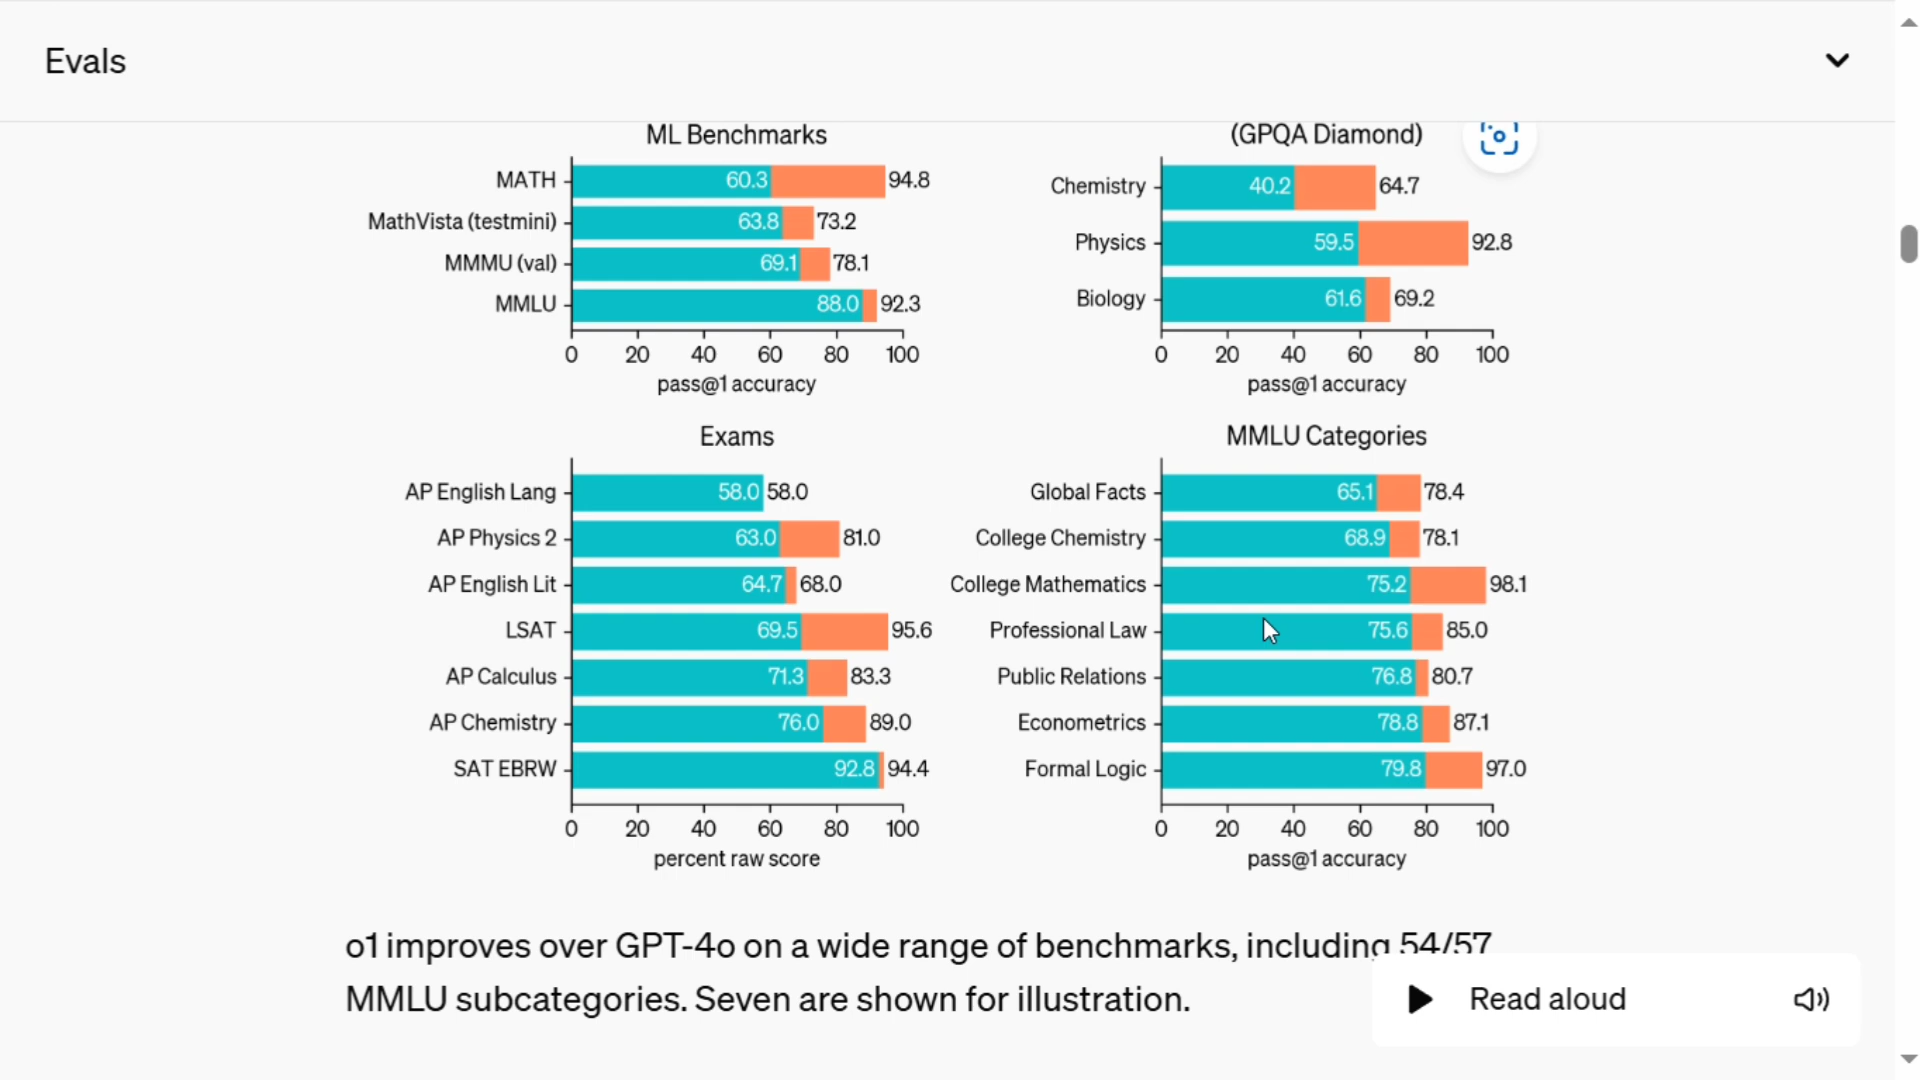 Evals
ML Benchmarks
MATH 60.3 94.8
MathVista (testmini) 63.8 73.2
MMMU (val) 69.1 78.1
MMLU 88.0 92.3
0 20 40 60 80 100
pass@1 accuracy
(GPQA Diamond)
Chemistry 40.2 64.7
Physics 59.5 92.8
Biology 61.6 69.2
0 20 40 60 80 100
pass@1 accuracy
Exams
AP English Lang 58.0 58.0
AP Physics 2 63.0 81.0
AP English Lit 64.7 68.0
LSAT 69.5 95.6
AP Calculus 71.3 83.3
AP Chemistry 76.0 89.0
SAT EBRW 92.8 94.4
0 20 40 60 80 100
percent raw score
MMLU Categories
Global Facts 65.1 78.4
College Chemistry 68.9 78.1
College Mathematics 75.2 98.1
Professional Law 75.6 85.0
Public Relations 76.8 80.7
Econometrics 78.8 87.1
Formal Logic 79.8 97.0
0 20 40 60 80 100
pass@1 accuracy
o1 improves over GPT-4o on a wide range of benchmarks, including 54/57
MMLU subcategories. Seven are shown for illustration.
Read aloud